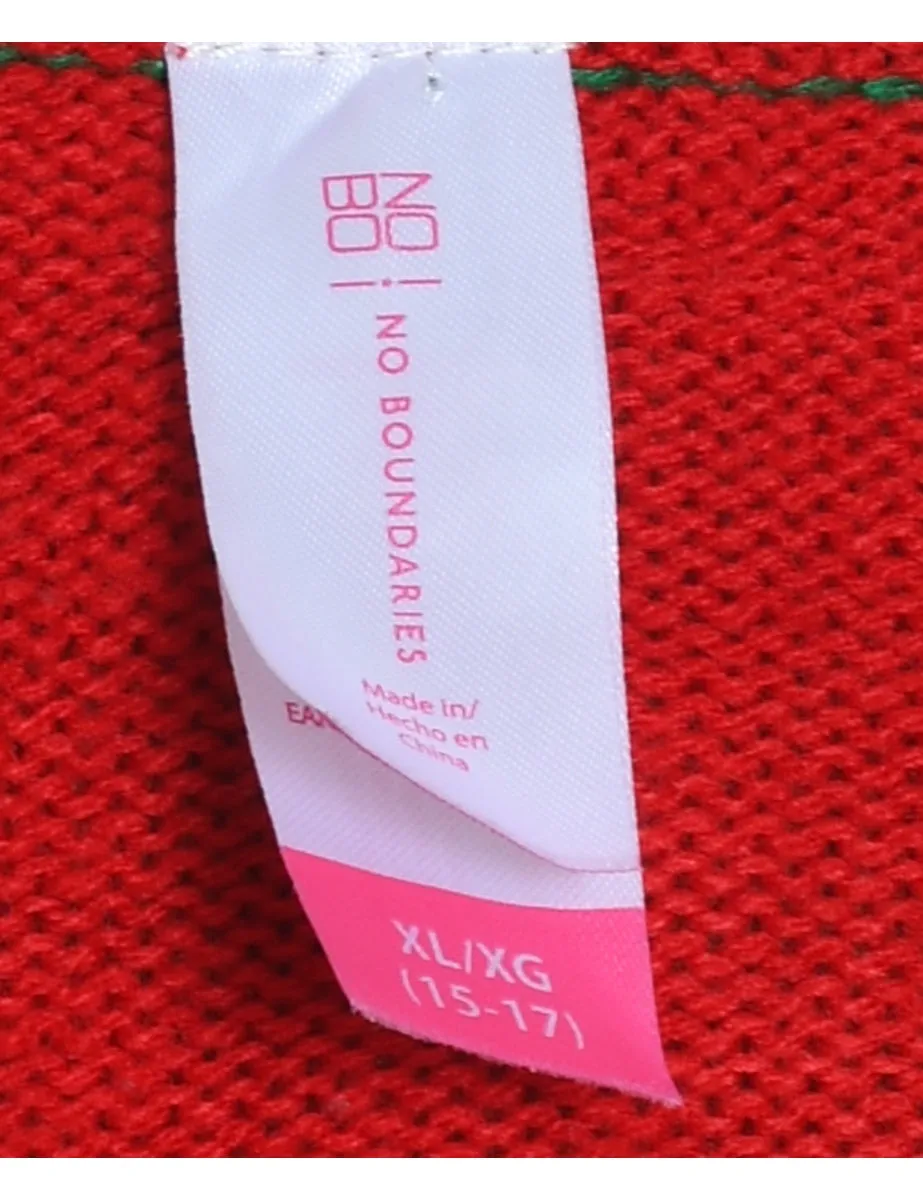 NO
BO
NO BOUNDARIES
Made in/
Hecho en
China
XL/XG
(15-17)